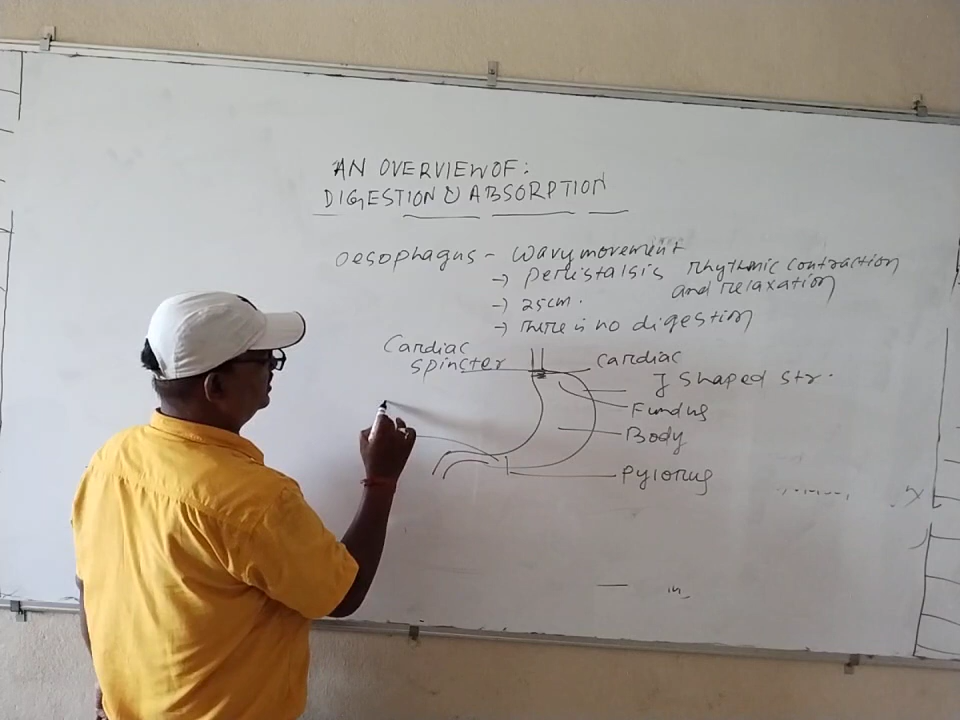 AN OVERVIEW OF:
DIGESTION & ABSORPTION
Oesophagus - wavy movement
→ peristalsis rhythmic contraction
and relaxation
→ 25cm.
→ There is no digestion
Cardiac
spincter
Cardiac
J shaped str.
Fundus
Body
Pylorus